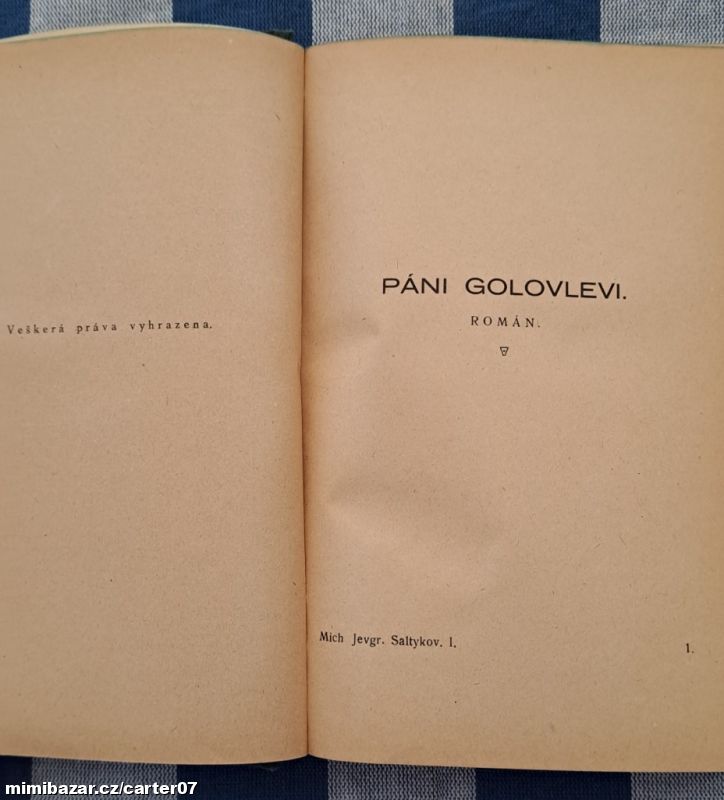 Veškerá práva vyhrazena.
PÁNI GOLOVLEVI.
ROMÁN.
Mich Jevgr. Saltykov. I.
1.
mimibazar.cz/carter07